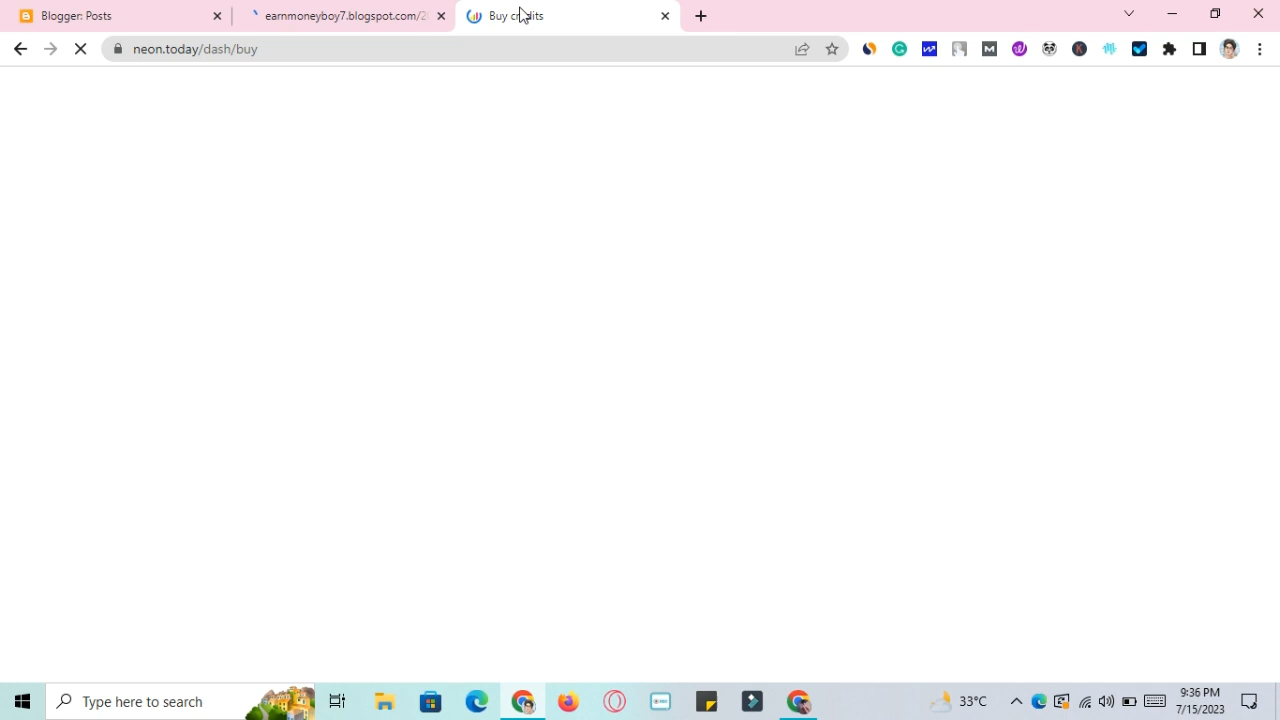 Blogger: Posts
earnmoneyboy7.blogspot.com/2
Buy credits
neon.today/dash/buy
Type here to search
33°C
9:36 PM
7/15/2023